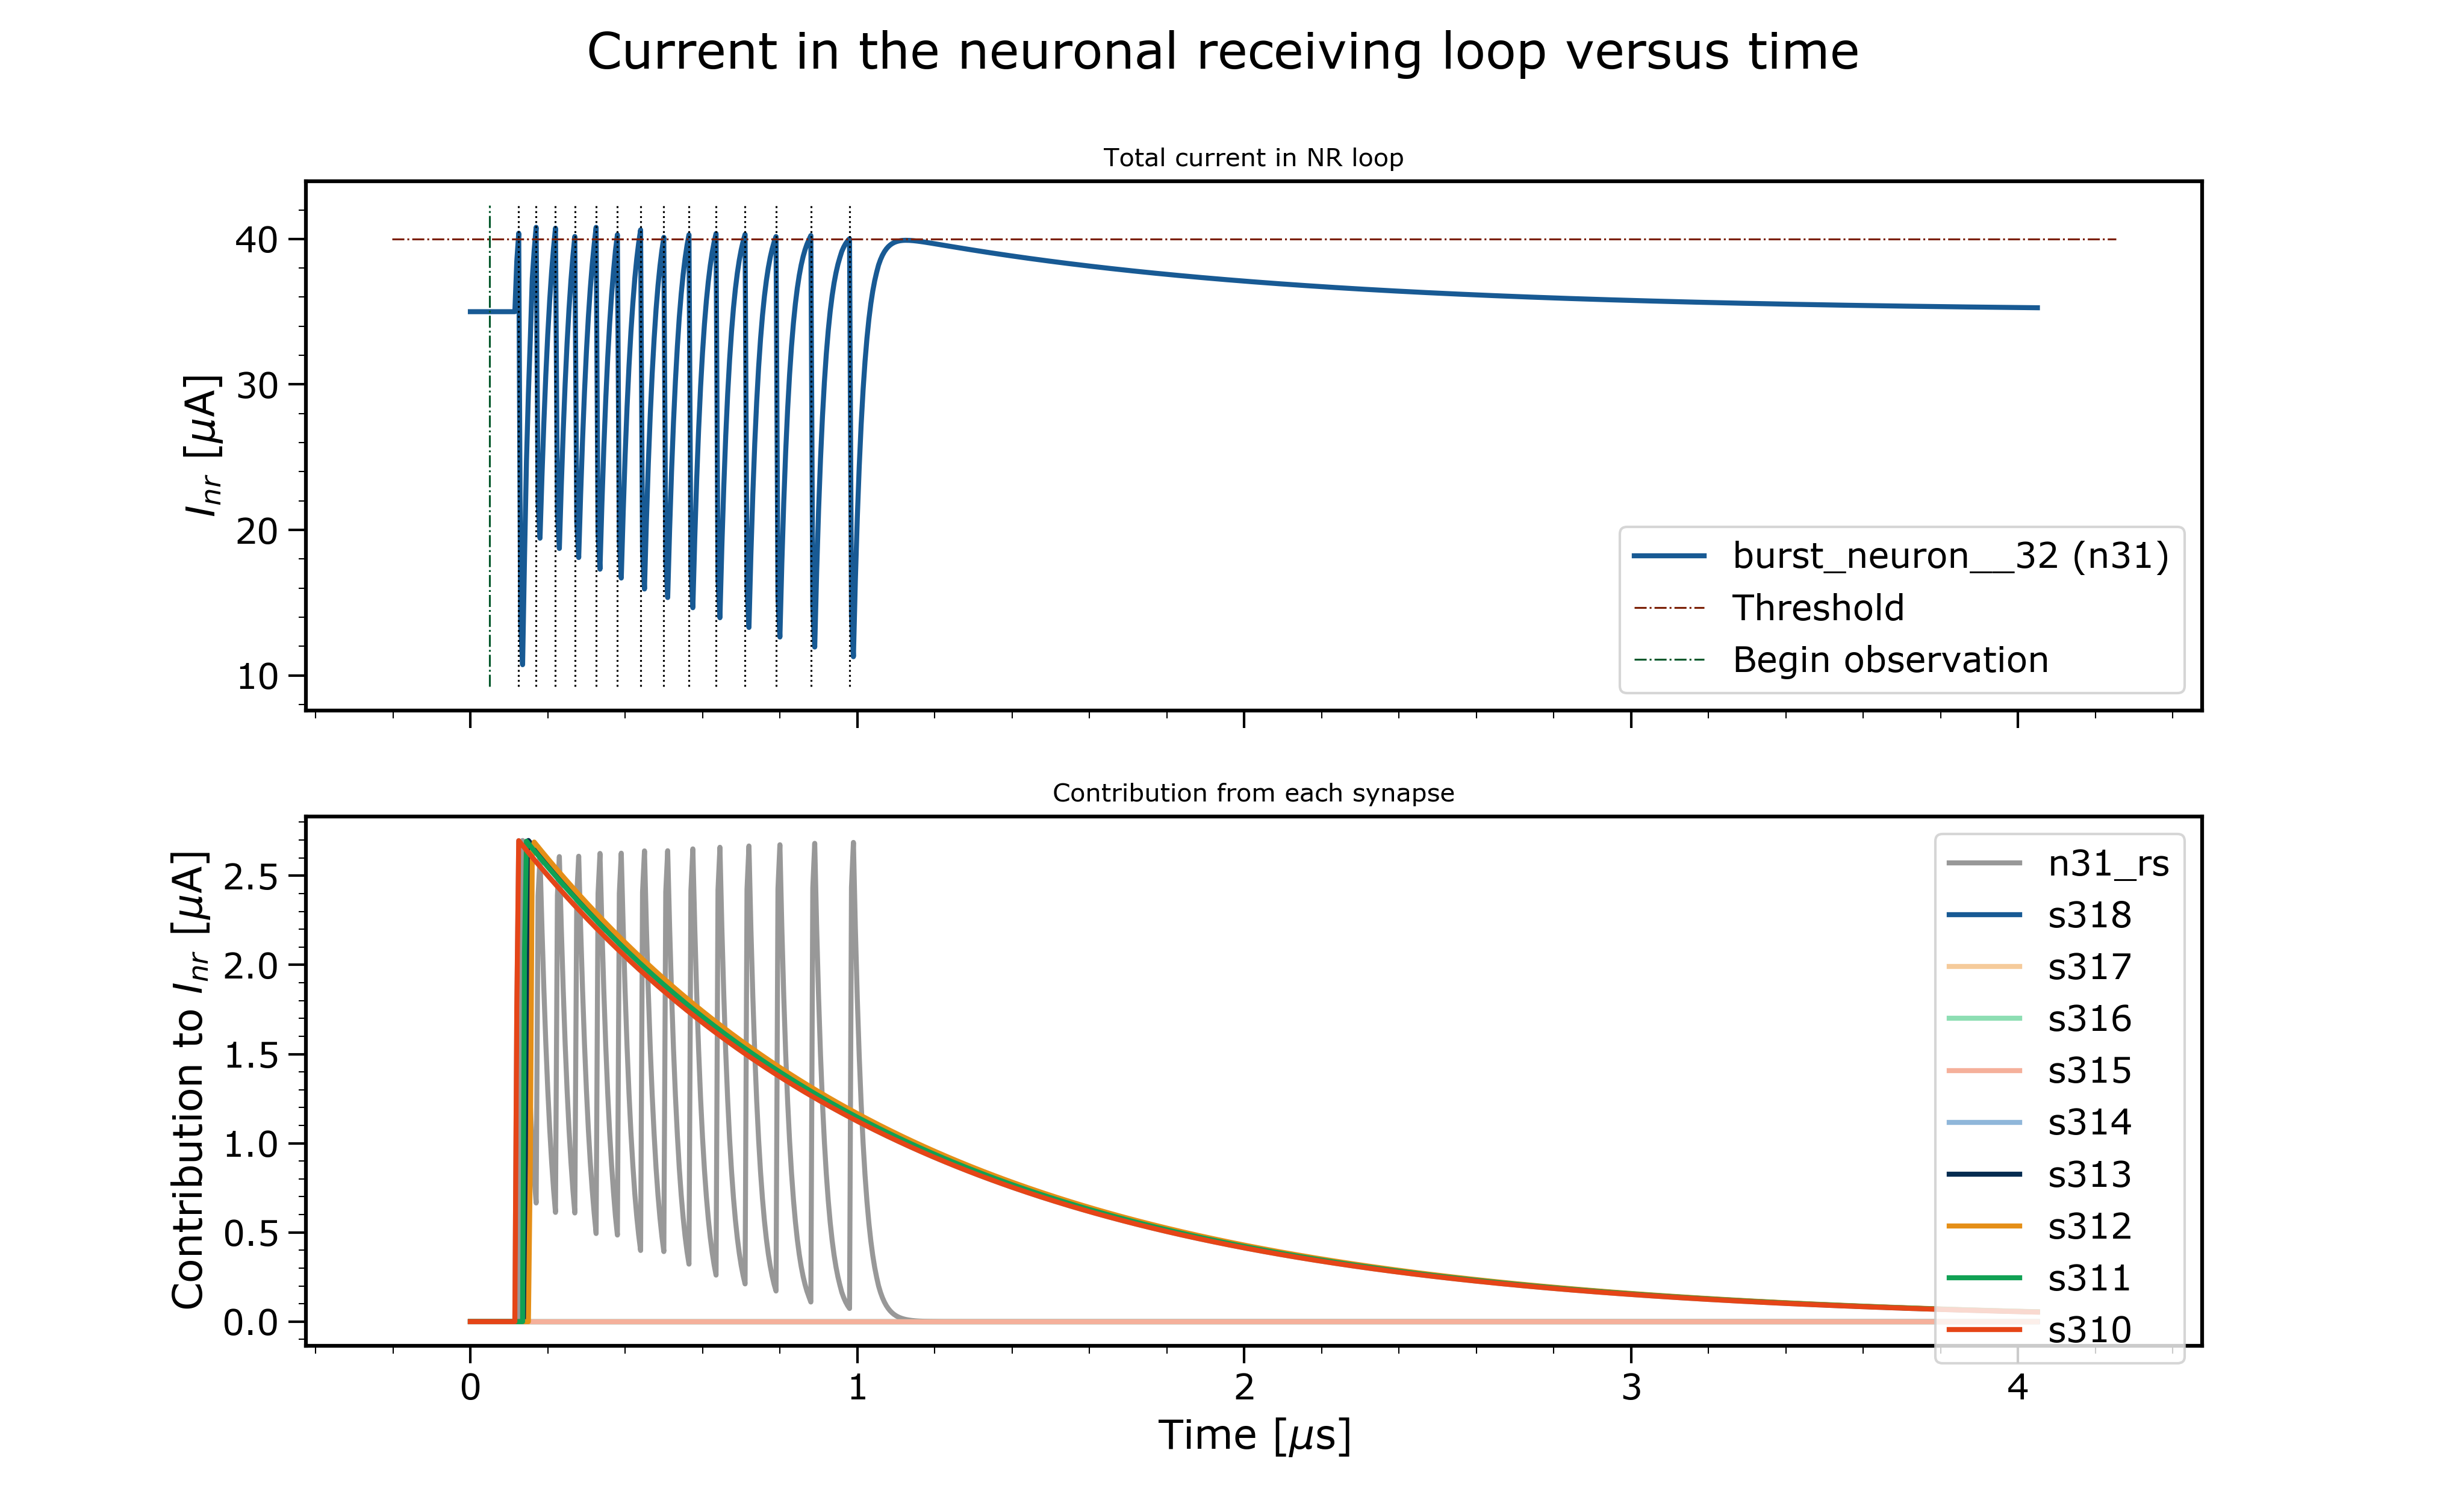 Current in the neuronal receiving loop versus time
Total current in NR loop
I_nr [μA]
40
30
20
10
burst_neuron__32 (n31)
Threshold
Begin observation
Contribution from each synapse
Contribution to I_nr [μA]
2.5
2.0
1.5
1.0
0.5
0.0
n31_rs
s318
s317
s316
s315
s314
s313
s312
s311
s310
0 1 2 3 4
Time [μs]